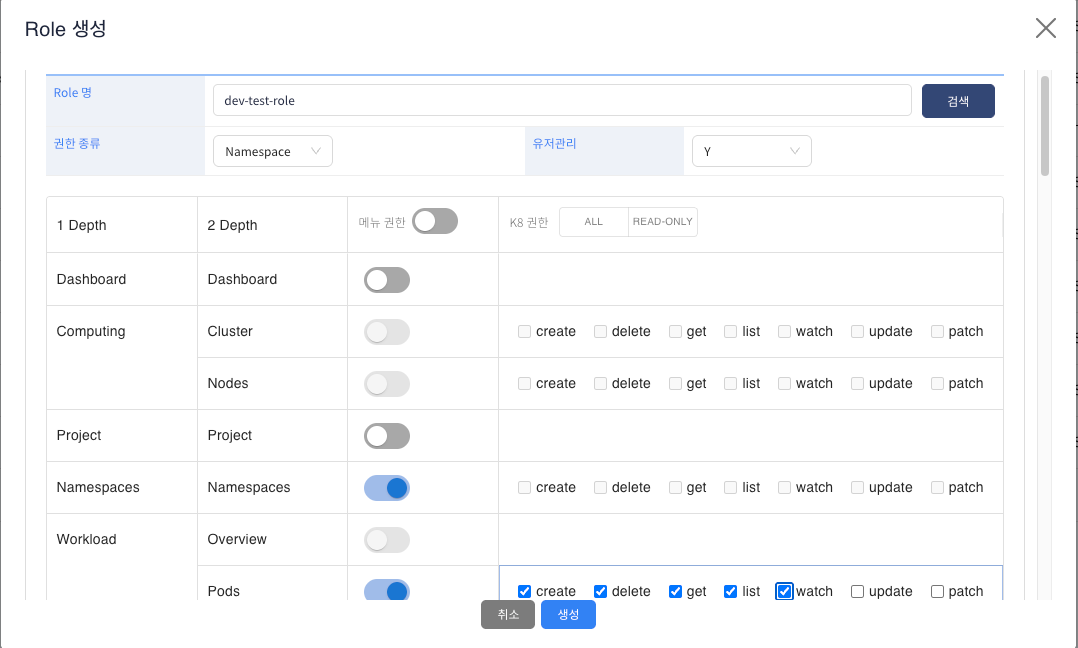 Role 생성
Role 명
dev-test-role
검색
권한 종류
Namespace
유저관리
Y
1 Depth
2 Depth
메뉴 권한
K8 권한
ALL
READ-ONLY
Dashboard
Dashboard
Computing
Cluster
create delete get list watch update patch
Nodes
create delete get list watch update patch
Project
Project
Namespaces
Namespaces
create delete get list watch update patch
Workload
Overview
Pods
create delete get list watch update patch
취소
생성